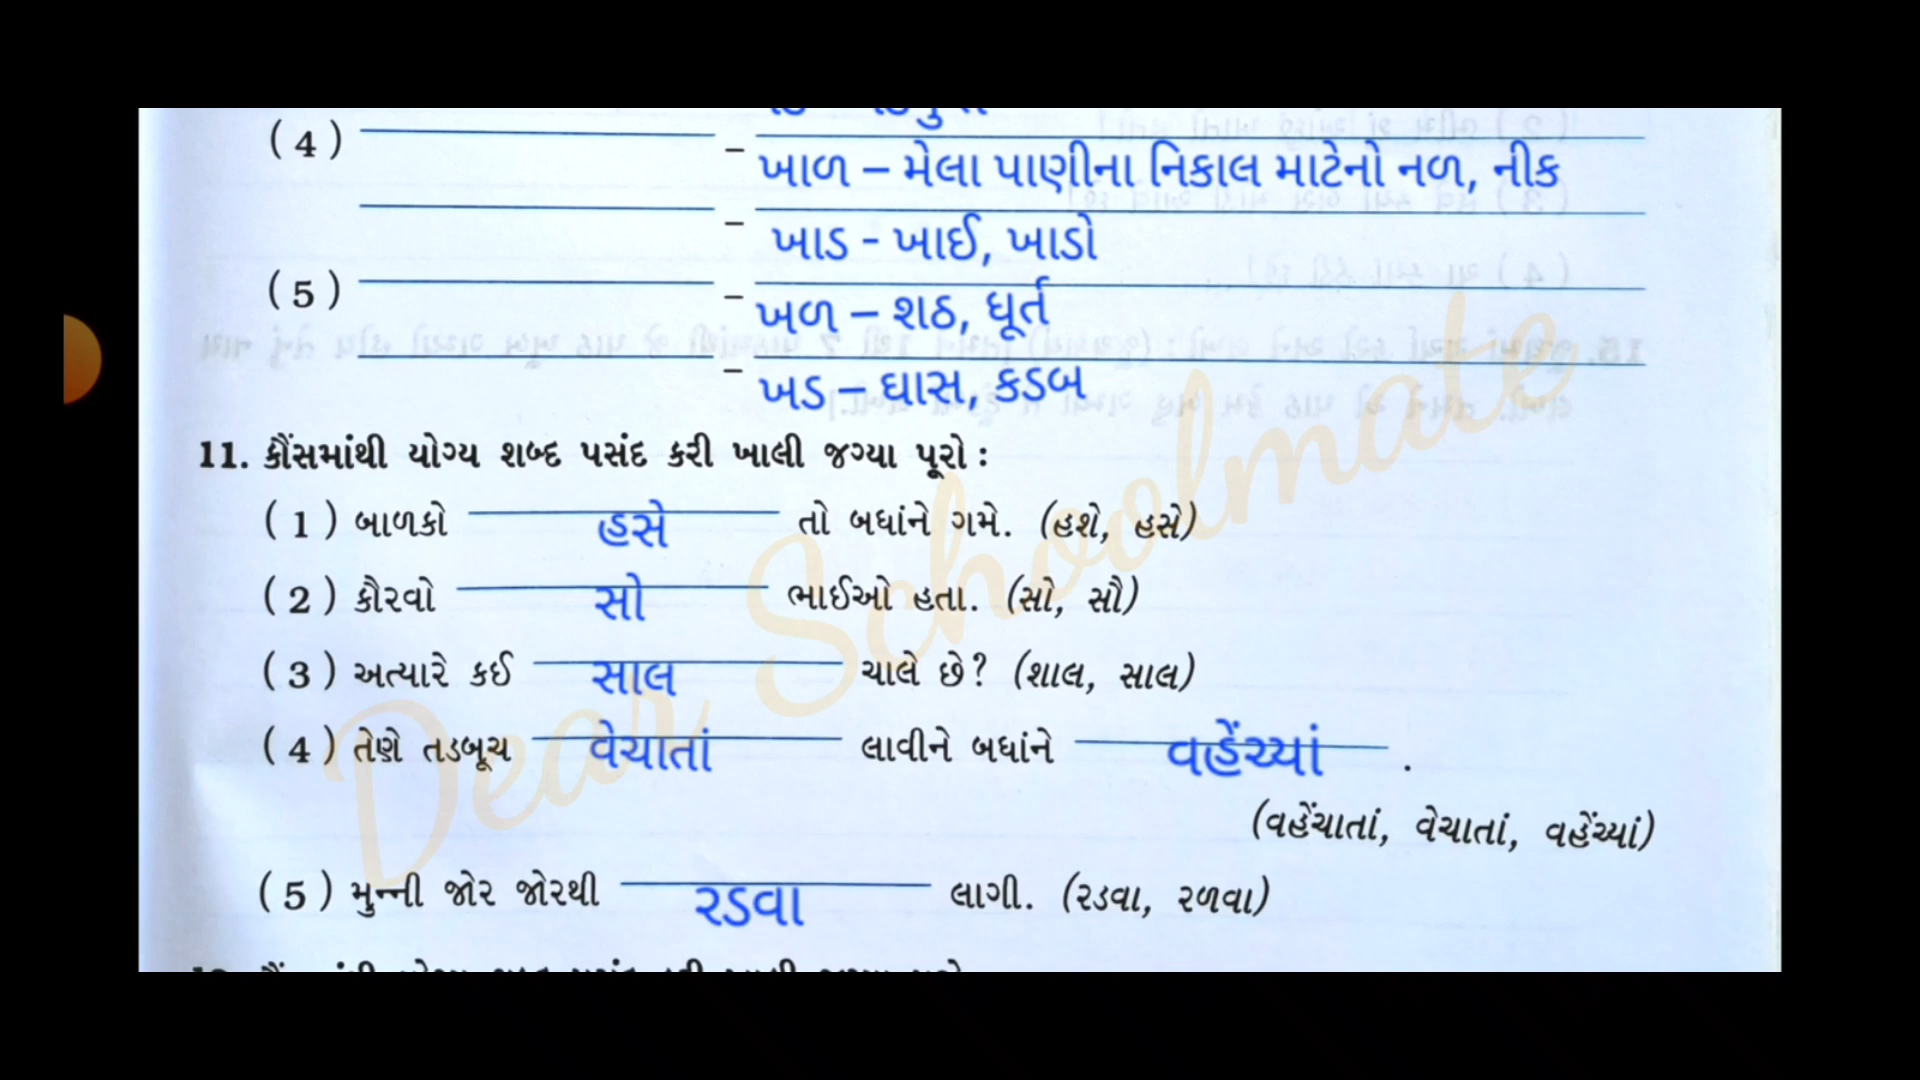 ( 4 ) –
ખાળ – મેલા પાણીના નિકાલ માટેનો નળ, નીક
–
ખાડ - ખાઈ, ખાડો
( 5 ) –
ખળ – શઠ, ધૂર્ત
–
ખડ – ઘાસ, કડબ
11. કૌંસમાંથી યોગ્ય શબ્દ પસંદ કરી ખાલી જગ્યા પૂરો :
( 1 ) બાળકો હસે તો બધાંને ગમે. (હશે, હસે)
( 2 ) કૌરવો સો ભાઈઓ હતા. (સો, સૌ)
( 3 ) અત્યારે કઈ સાલ ચાલે છે? (શાલ, સાલ)
( 4 ) તેણે તડબૂચ વેચાતાં લાવીને બધાંને વહેંચ્યાં .
(વહેંચાતાં, વેચાતાં, વહેંચ્યાં)
( 5 ) મુન્ની જોર જોરથી રડવા લાગી. (રડવા, રળવા)
Dear Schoolmate